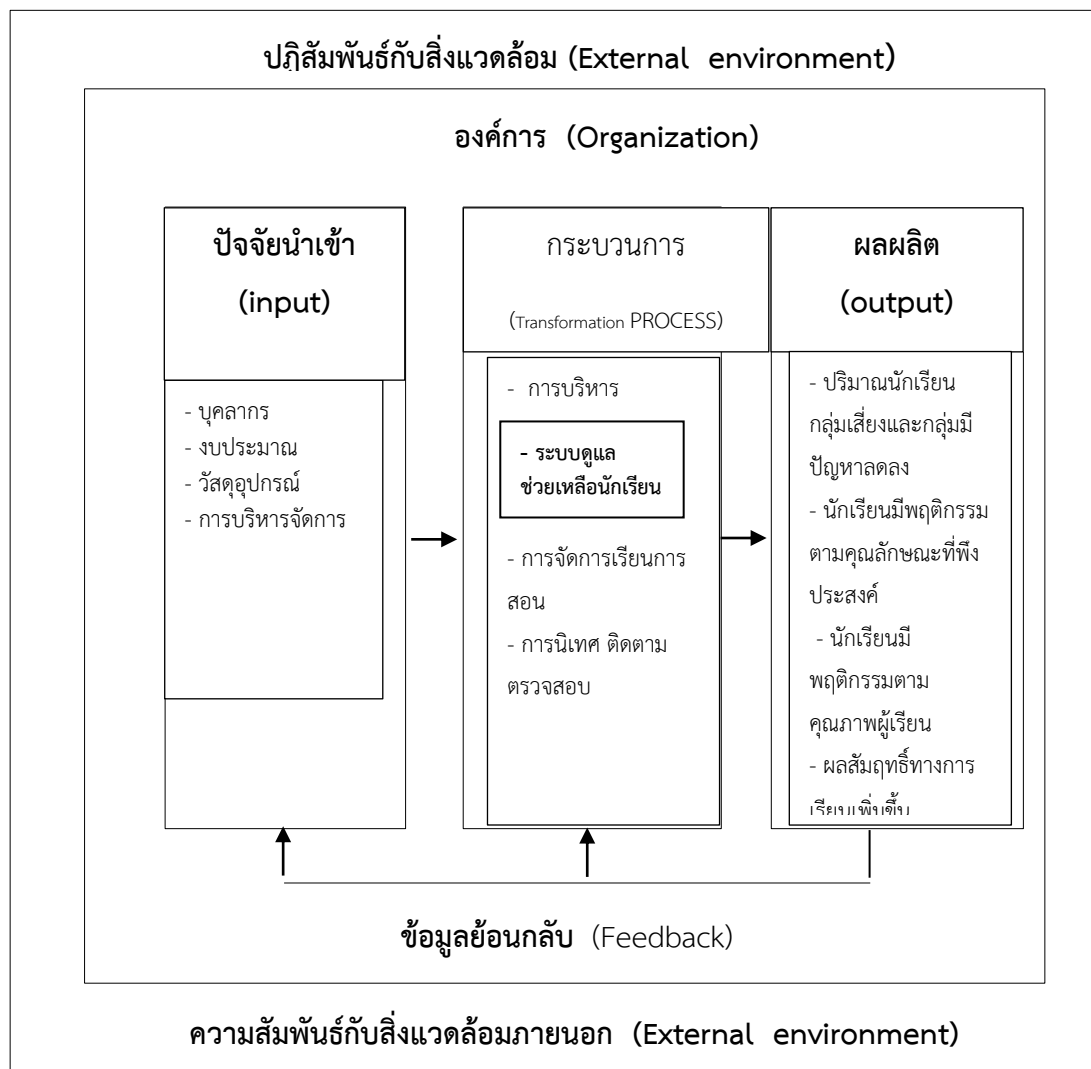 ปฏิสัมพันธ์กับสิ่งแวดล้อม (External environment)
องค์การ (Organization)
ปัจจัยนำเข้า
(input)
- บุคลากร
- งบประมาณ
- วัสดุอุปกรณ์
- การบริหารจัดการ
กระบวนการ
(Transformation PROCESS)
- การบริหาร
- ระบบดูแล
ช่วยเหลือนักเรียน
- การจัดการเรียนการ
สอน
- การนิเทศ ติดตาม
ตรวจสอบ
ผลผลิต
(output)
- ปริมาณนักเรียน
กลุ่มเสี่ยงและกลุ่มมี
ปัญหาลดลง
- นักเรียนมีพฤติกรรม
ตามคุณลักษณะที่พึง
ประสงค์
- นักเรียนมี
พฤติกรรมตาม
คุณภาพผู้เรียน
- ผลสัมฤทธิ์ทางการ
เรียนเพิ่มขึ้น
ข้อมูลย้อนกลับ (Feedback)
ความสัมพันธ์กับสิ่งแวดล้อมภายนอก (External environment)